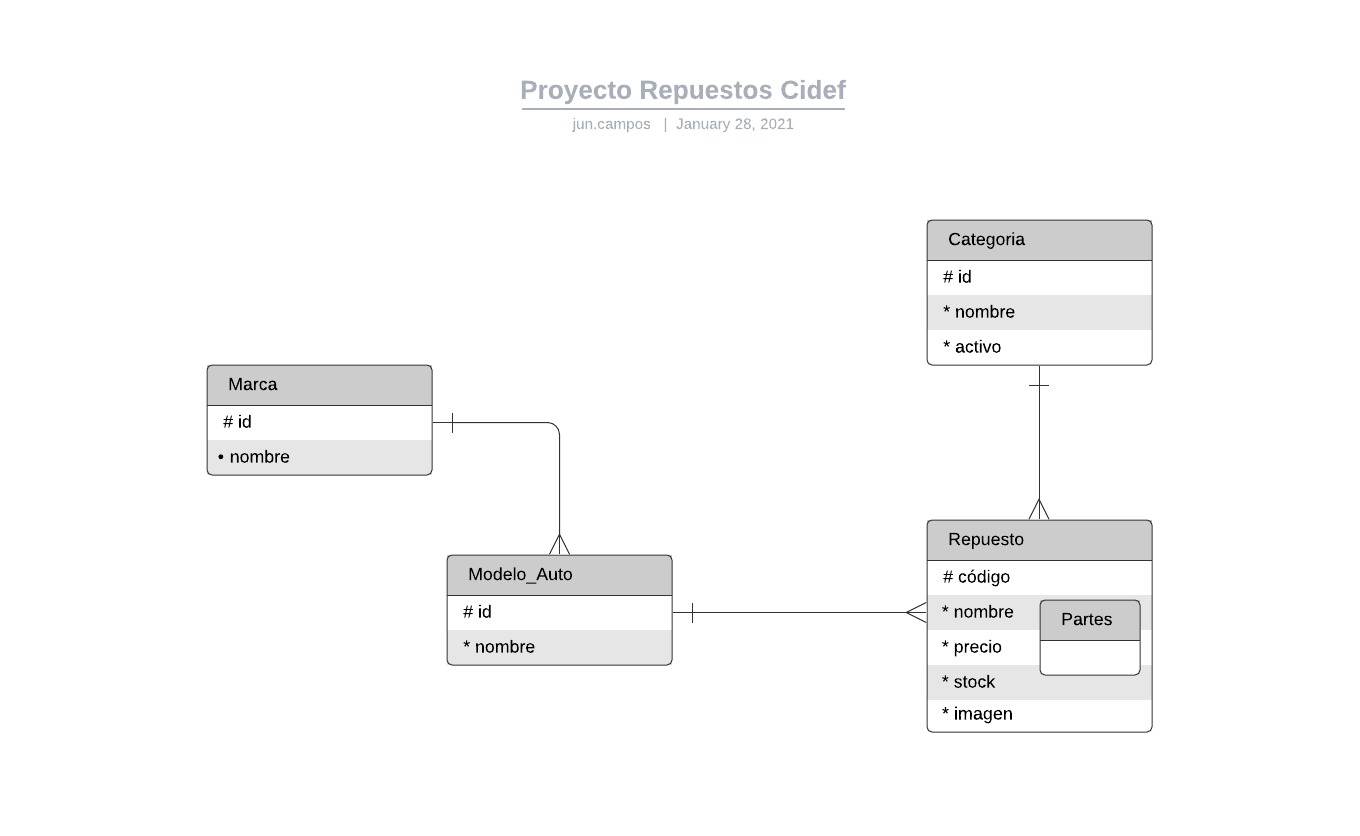 Proyecto Repuestos Cidef
jun.campos | January 28, 2021
Categoria
# id
* nombre
* activo
Marca
# id
• nombre
Modelo_Auto
# id
* nombre
Repuesto
# código
* nombre
* precio
* stock
* imagen
Partes